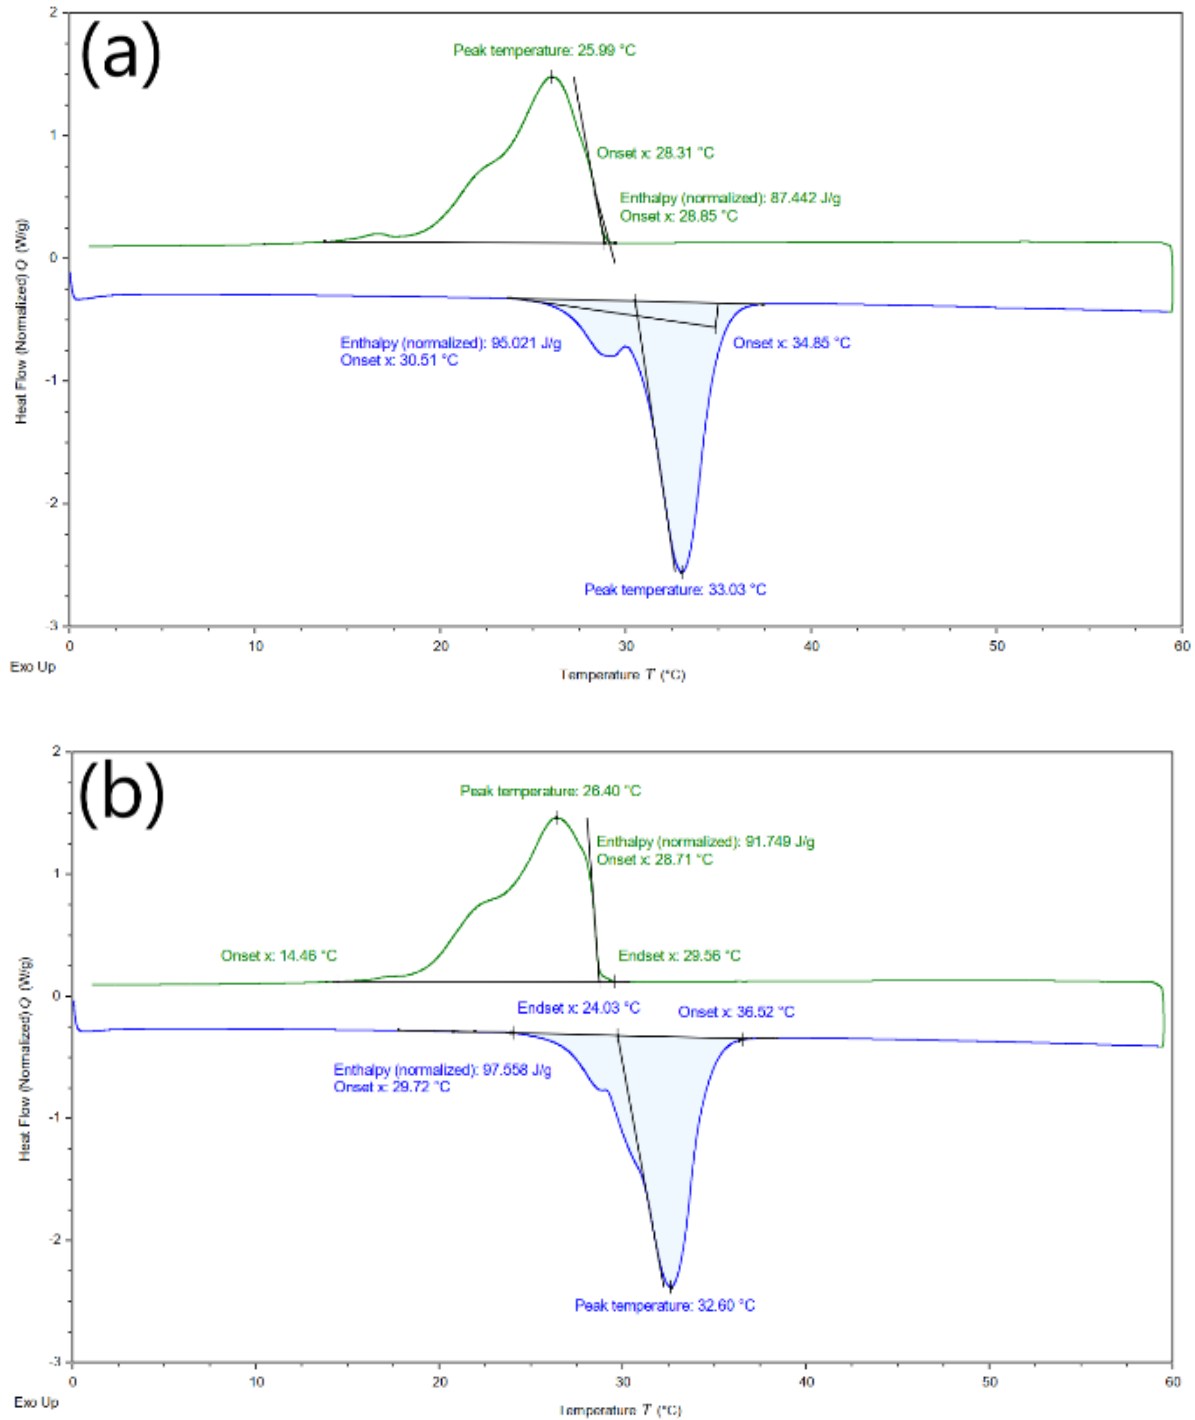 (a)
2
Peak temperature: 25.99 °C
1
Onset x: 28.31 °C
Enthalpy (normalized): 87.442 J/g
Onset x: 28.85 °C
Heat Flow (Normalized) Q (W/g)
0
Enthalpy (normalized): 95.021 J/g
Onset x: 30.51 °C
Onset x: 34.85 °C
-1
-2
Peak temperature: 33.03 °C
-3
0 10 20 30 40 50 60
Exo Up
Temperature T (°C)
2
(b)
Peak temperature: 26.40 °C
Enthalpy (normalized): 91.749 J/g
Onset x: 28.71 °C
1
Onset x: 14.46 °C
Endset x: 29.56 °C
Heat Flow (Normalized) Q (W/g)
0
Endset x: 24.03 °C
Onset x: 36.52 °C
Enthalpy (normalized): 97.558 J/g
Onset x: 29.72 °C
-1
-2
Peak temperature: 32.60 °C
-3
0 10 20 30 40 50 60
Exo Up
Temperature T (°C)